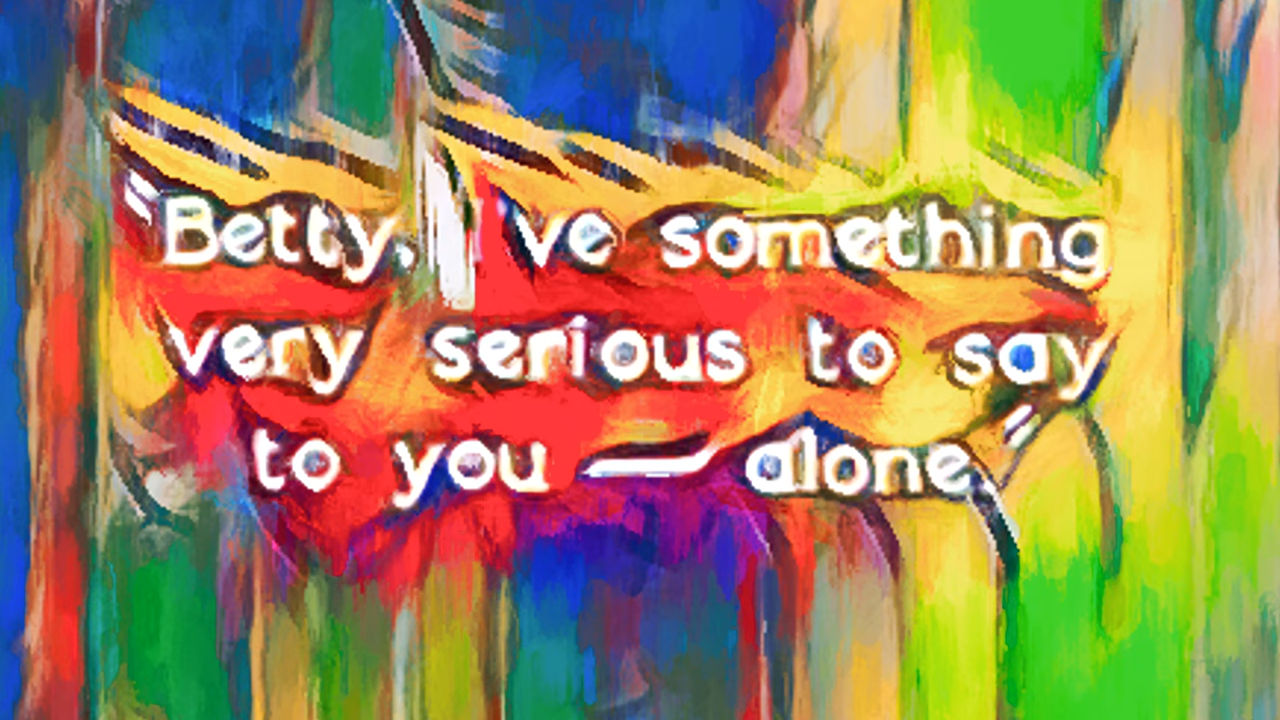 "Betty, I've something
very serious to say
to you — alone."